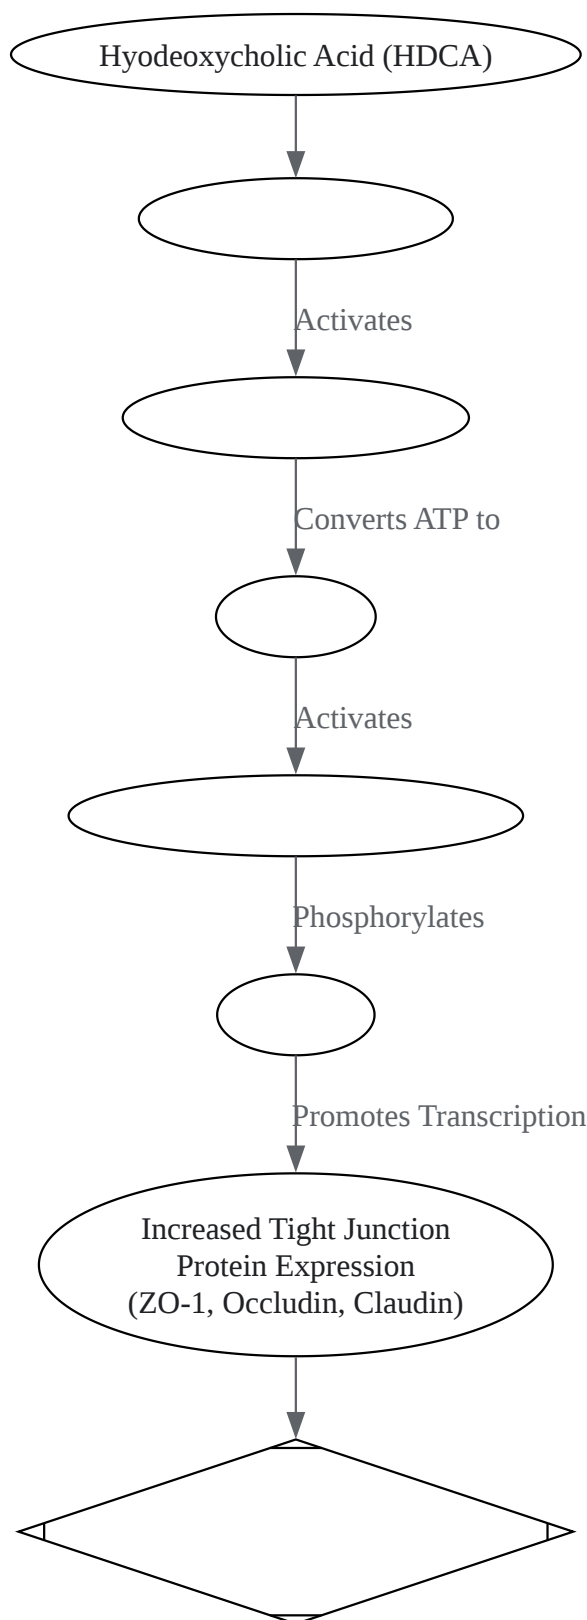 Hyodeoxycholic Acid (HDCA)
Activates
Converts ATP to
Activates
Phosphorylates
Promotes Transcription
Increased Tight Junction
Protein Expression
(ZO-1, Occludin, Claudin)